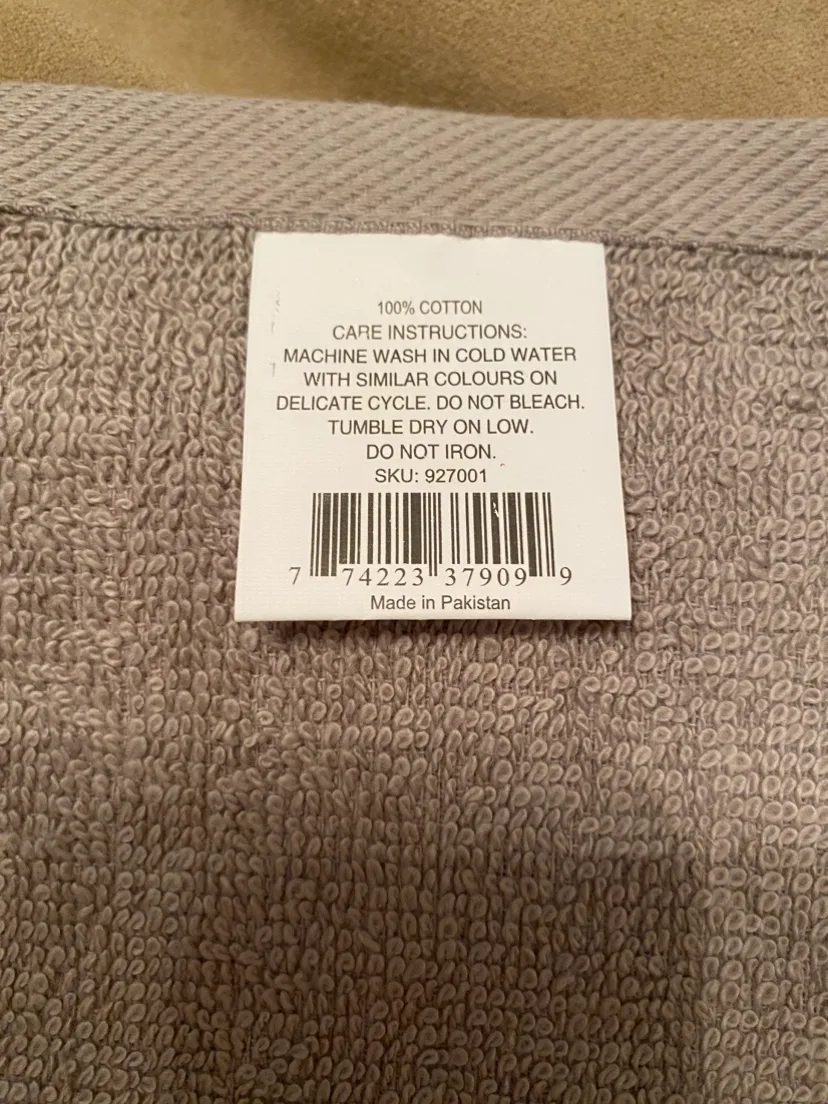 100% COTTON
CARE INSTRUCTIONS:
MACHINE WASH IN COLD WATER
WITH SIMILAR COLOURS ON
DELICATE CYCLE. DO NOT BLEACH.
TUMBLE DRY ON LOW.
DO NOT IRON.
SKU: 927001
7 74223 37909 9
Made in Pakistan